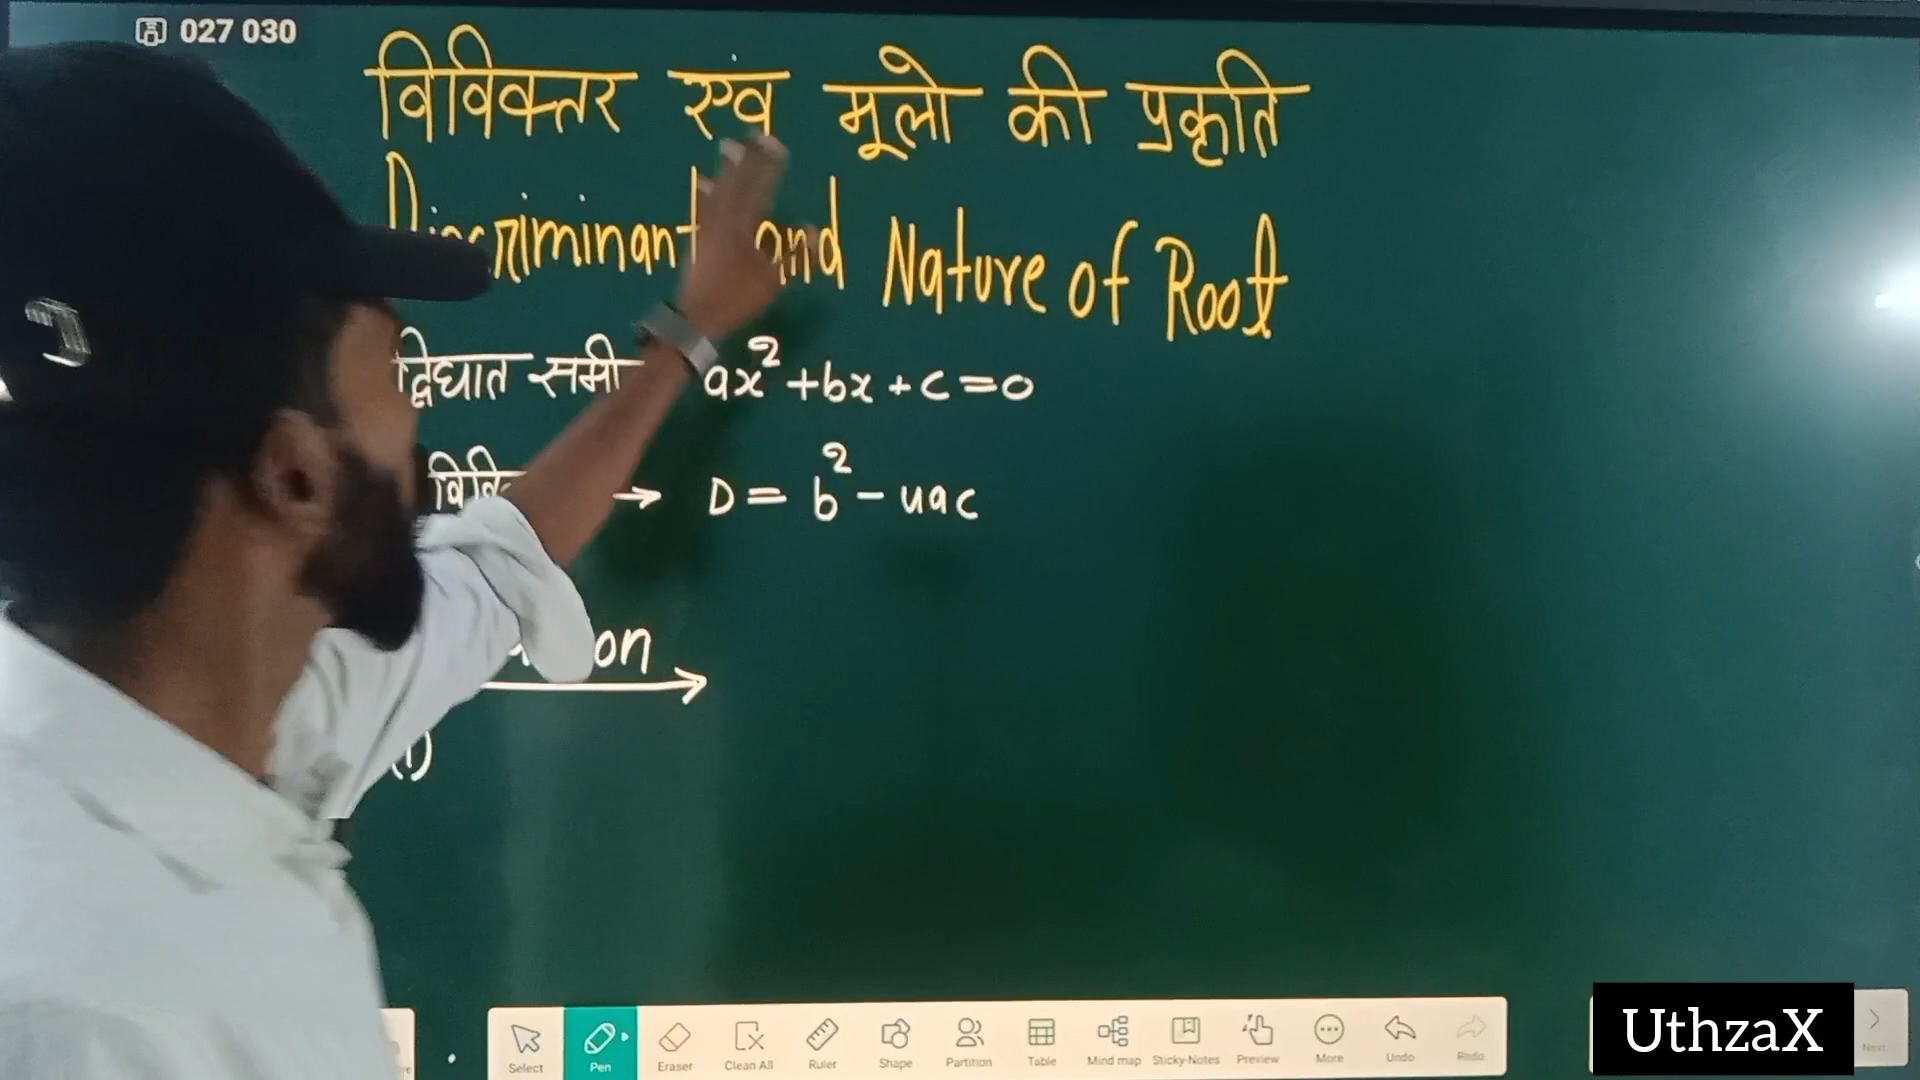 027 030
विविक्तर एवं मूलो की प्रकृति
Discriminant and Nature of Root
द्विघात समी ax²+bx+c=0
→ D = b²-4ac
(i)
Select Pen Eraser Clean All Ruler Shape Partition Table Mind map Sticky-Notes Preview More Undo Redo Next
UthzaX